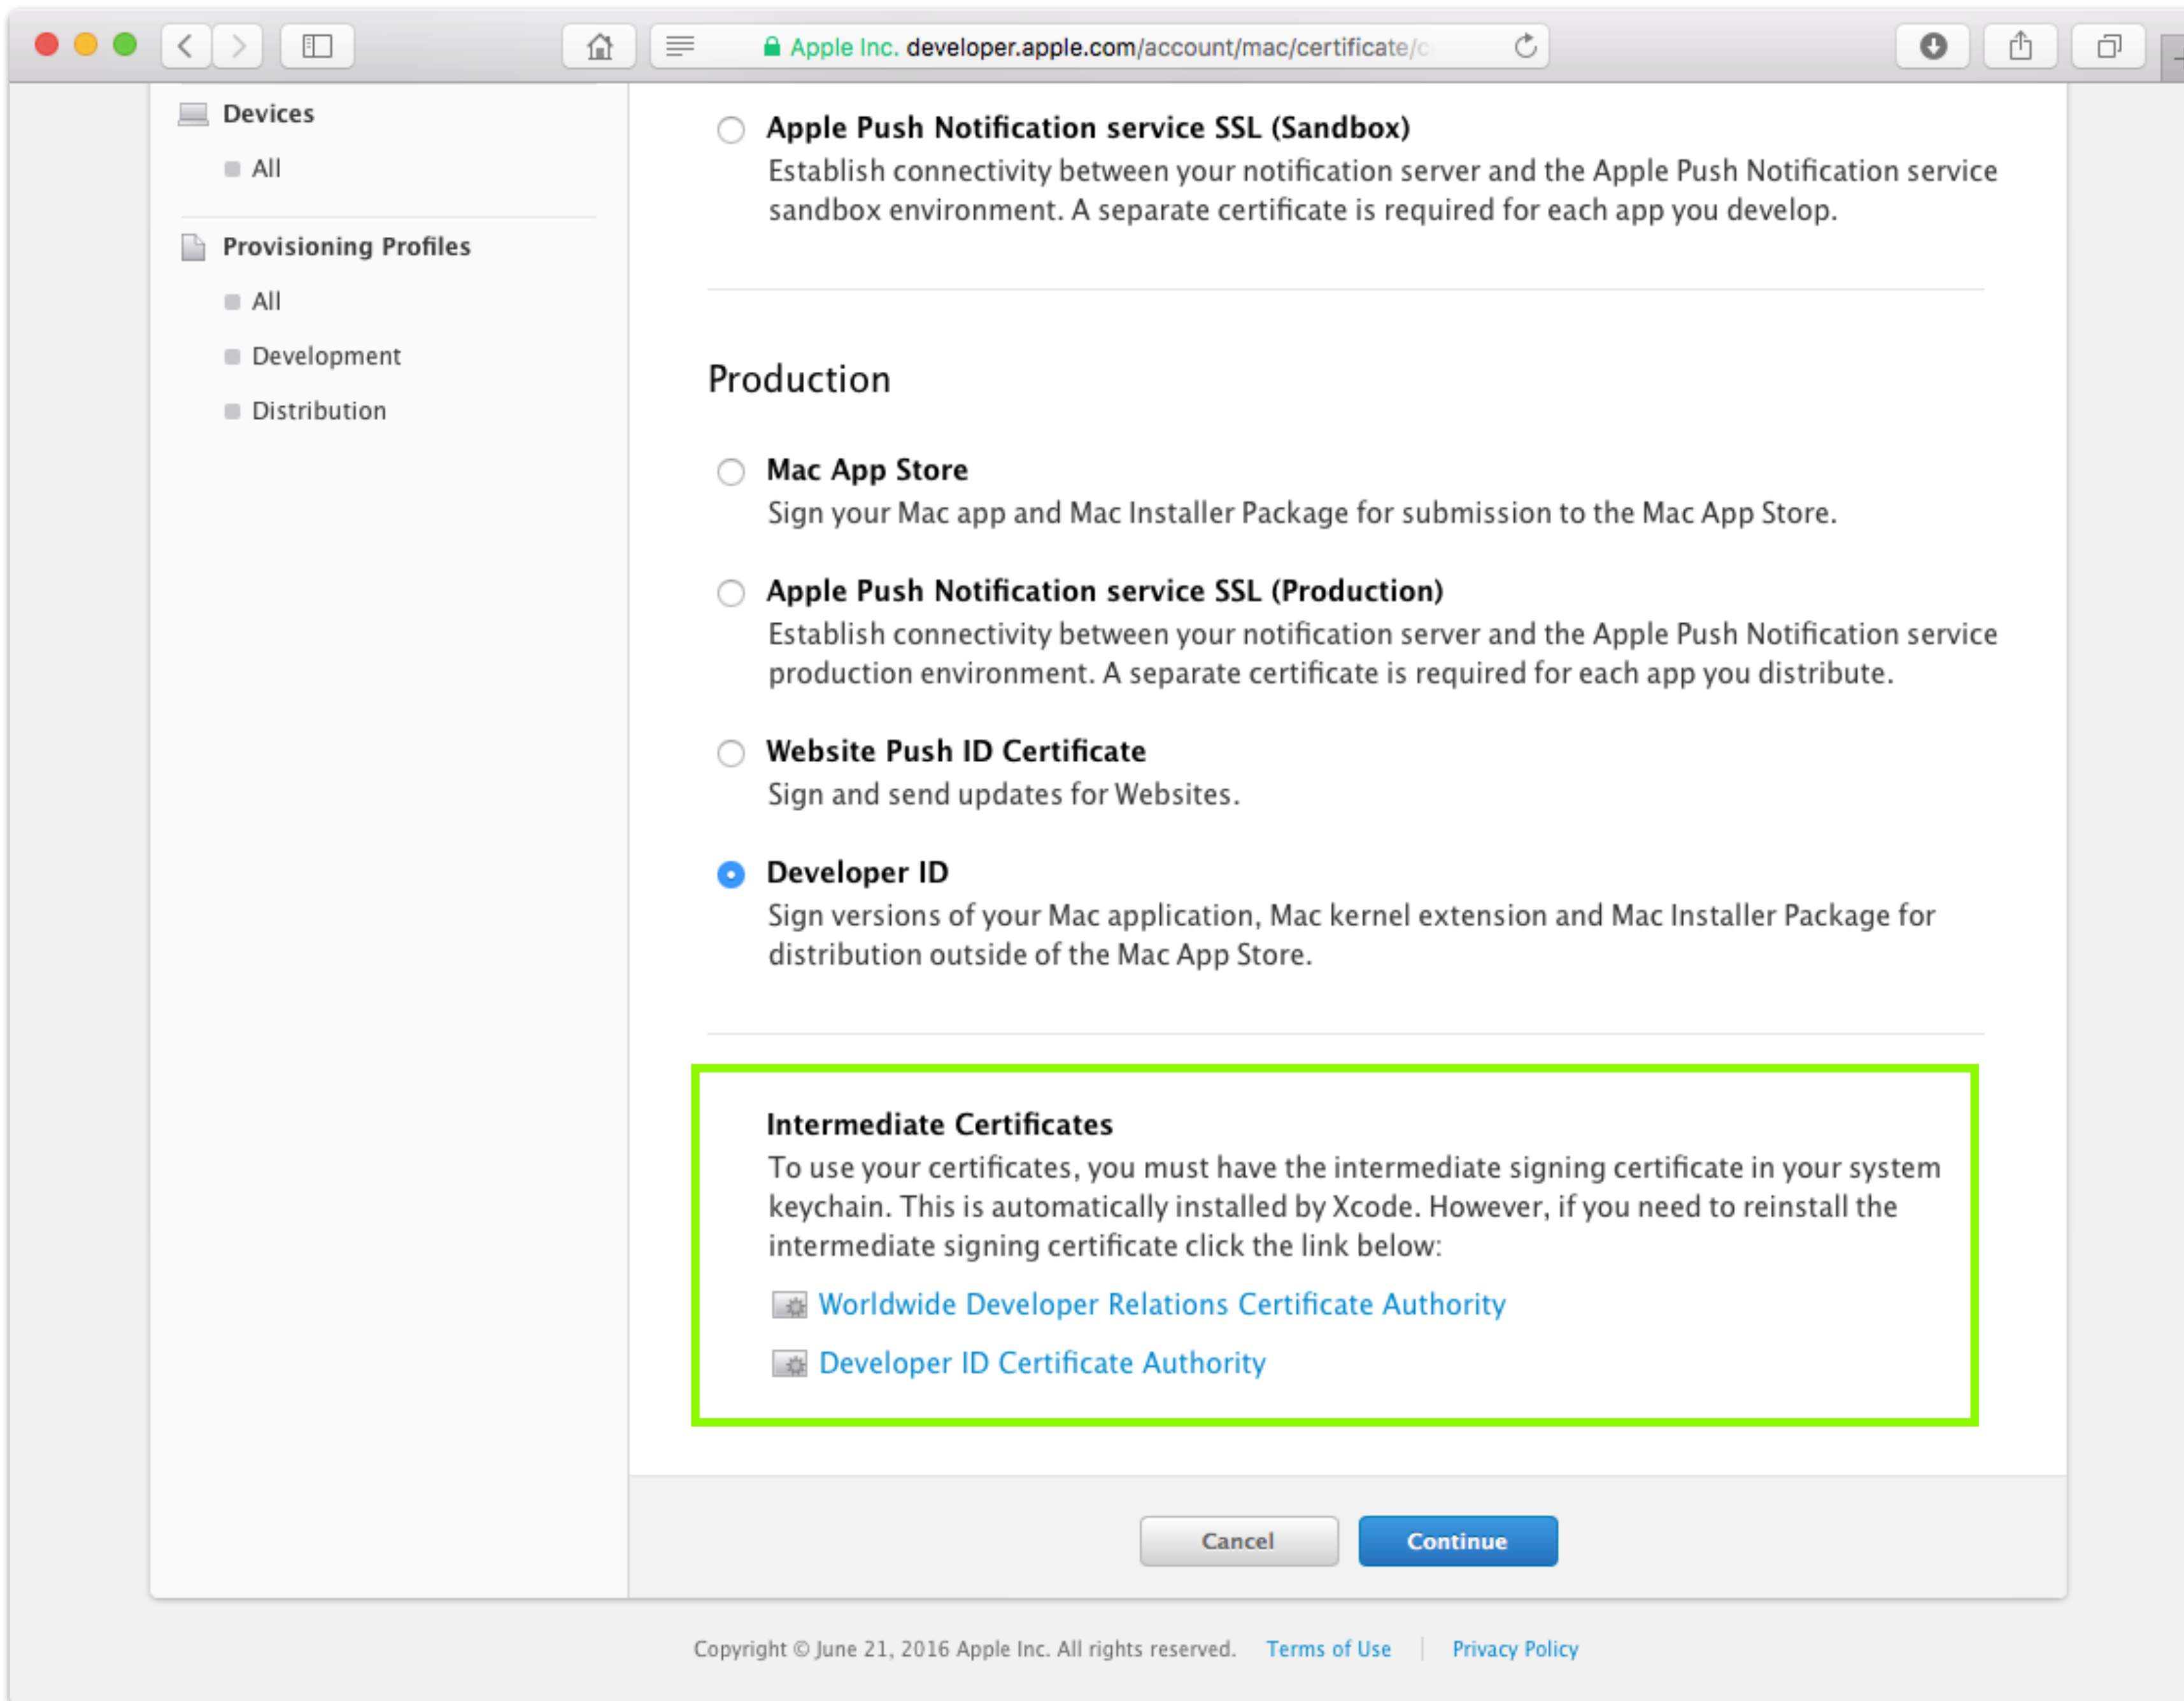 Apple Inc. developer.apple.com/account/mac/certificate/c
Devices
All
Provisioning Profiles
All
Development
Distribution
Apple Push Notification service SSL (Sandbox)
Establish connectivity between your notification server and the Apple Push Notification service
sandbox environment. A separate certificate is required for each app you develop.
Production
Mac App Store
Sign your Mac app and Mac Installer Package for submission to the Mac App Store.
Apple Push Notification service SSL (Production)
Establish connectivity between your notification server and the Apple Push Notification service
production environment. A separate certificate is required for each app you distribute.
Website Push ID Certificate
Sign and send updates for Websites.
Developer ID
Sign versions of your Mac application, Mac kernel extension and Mac Installer Package for
distribution outside of the Mac App Store.
Intermediate Certificates
To use your certificates, you must have the intermediate signing certificate in your system
keychain. This is automatically installed by Xcode. However, if you need to reinstall the
intermediate signing certificate click the link below:
Worldwide Developer Relations Certificate Authority
Developer ID Certificate Authority
Cancel
Continue
Copyright © June 21, 2016 Apple Inc. All rights reserved. Terms of Use | Privacy Policy